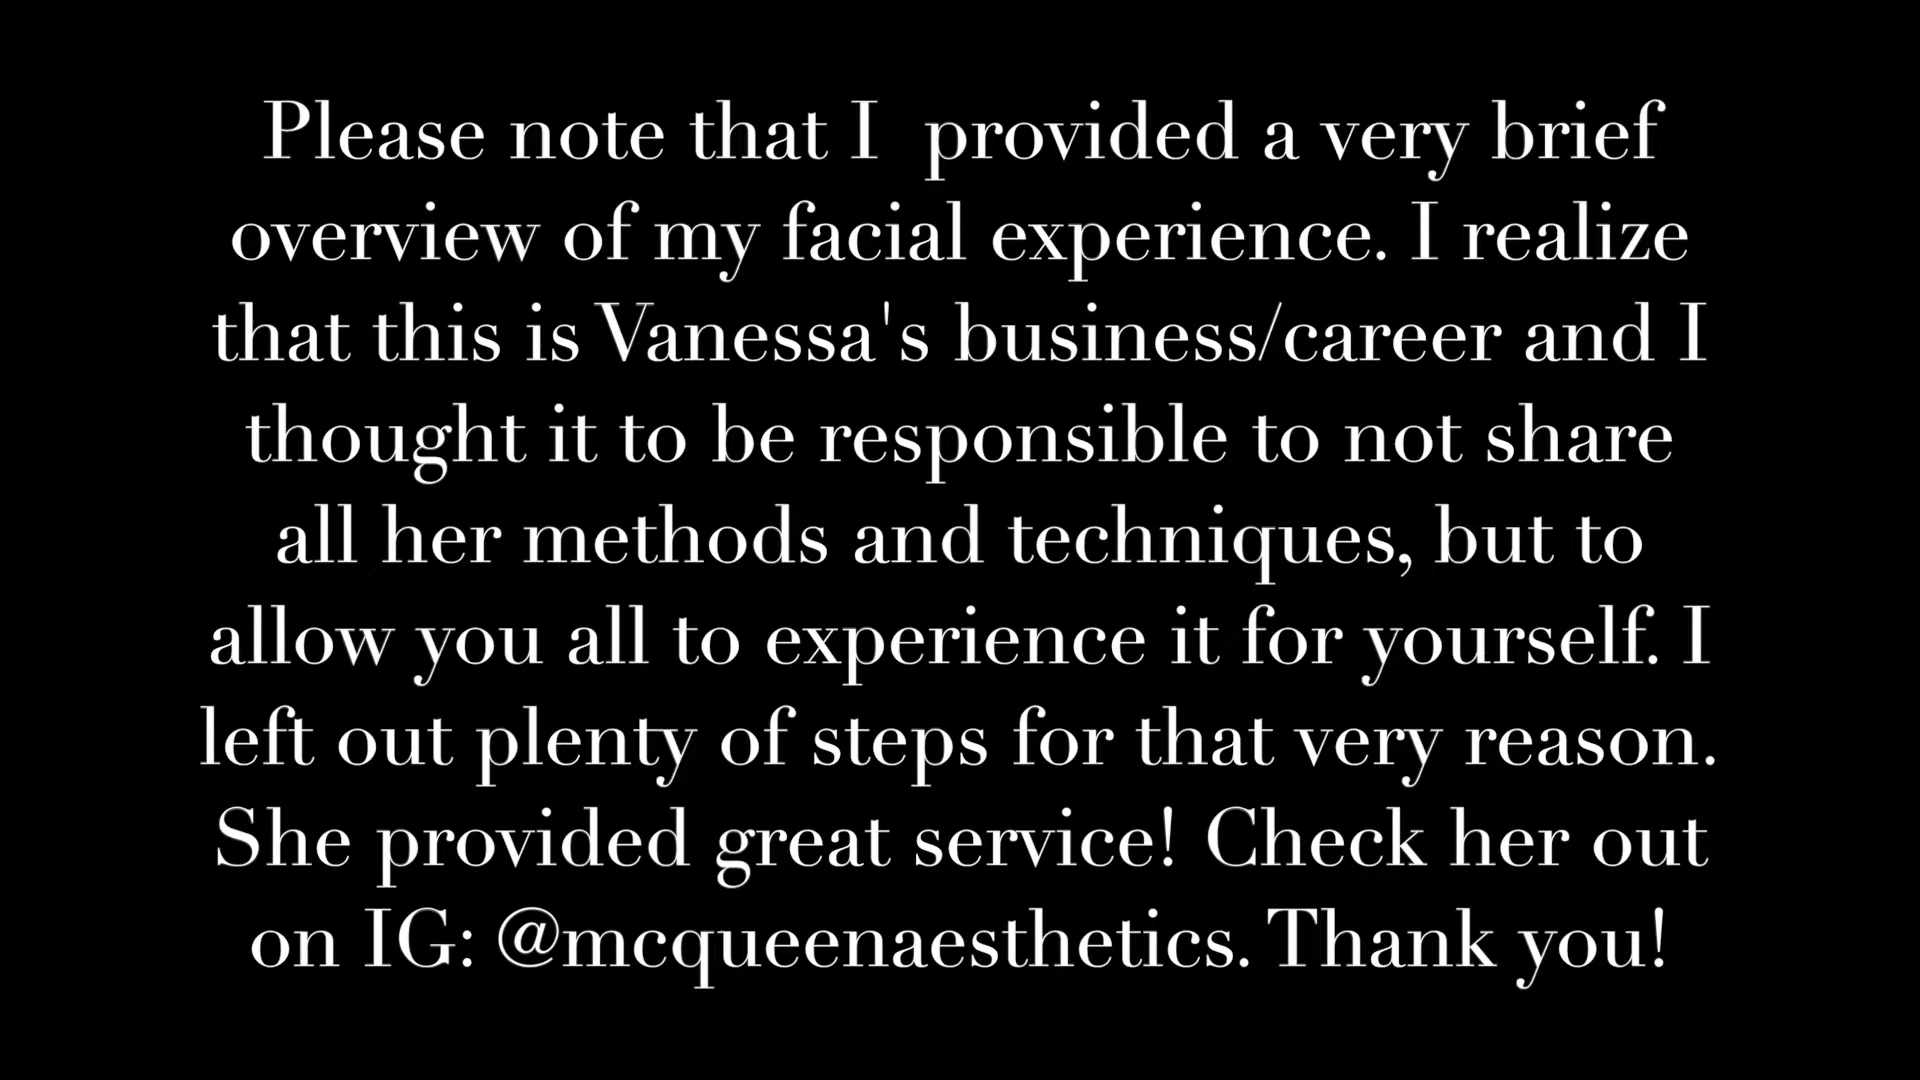 Please note that I  provided a very brief
overview of my facial experience. I realize
that this is Vanessa's business/career and I
thought it to be responsible to not share
all her methods and techniques, but to
allow you all to experience it for yourself. I
left out plenty of steps for that very reason.
She provided great service! Check her out
on IG: @mcqueenaesthetics. Thank you!